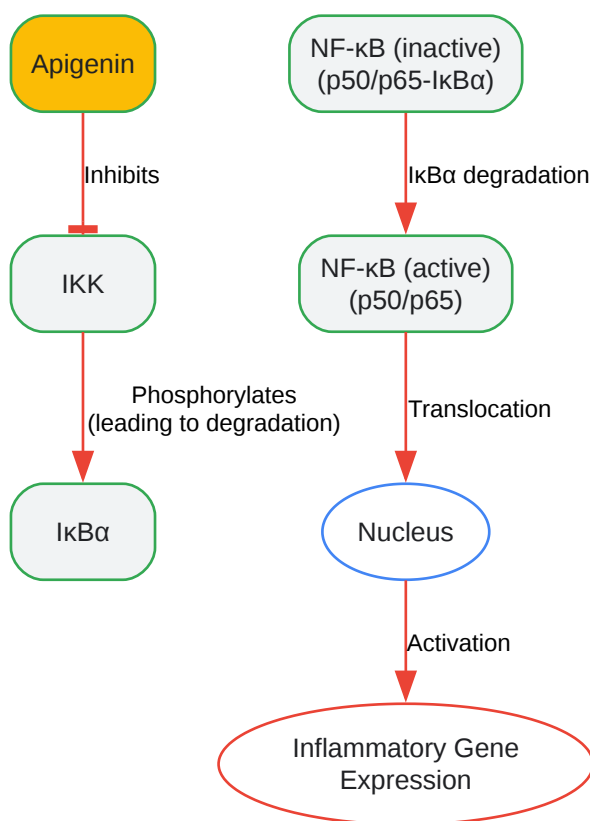 Apigenin
Inhibits
IKK
Phosphorylates
(leading to degradation)
IκBα
NF-κB (inactive)
(p50/p65-IκBα)
IκBα degradation
NF-κB (active)
(p50/p65)
Translocation
Nucleus
Activation
Inflammatory Gene
Expression